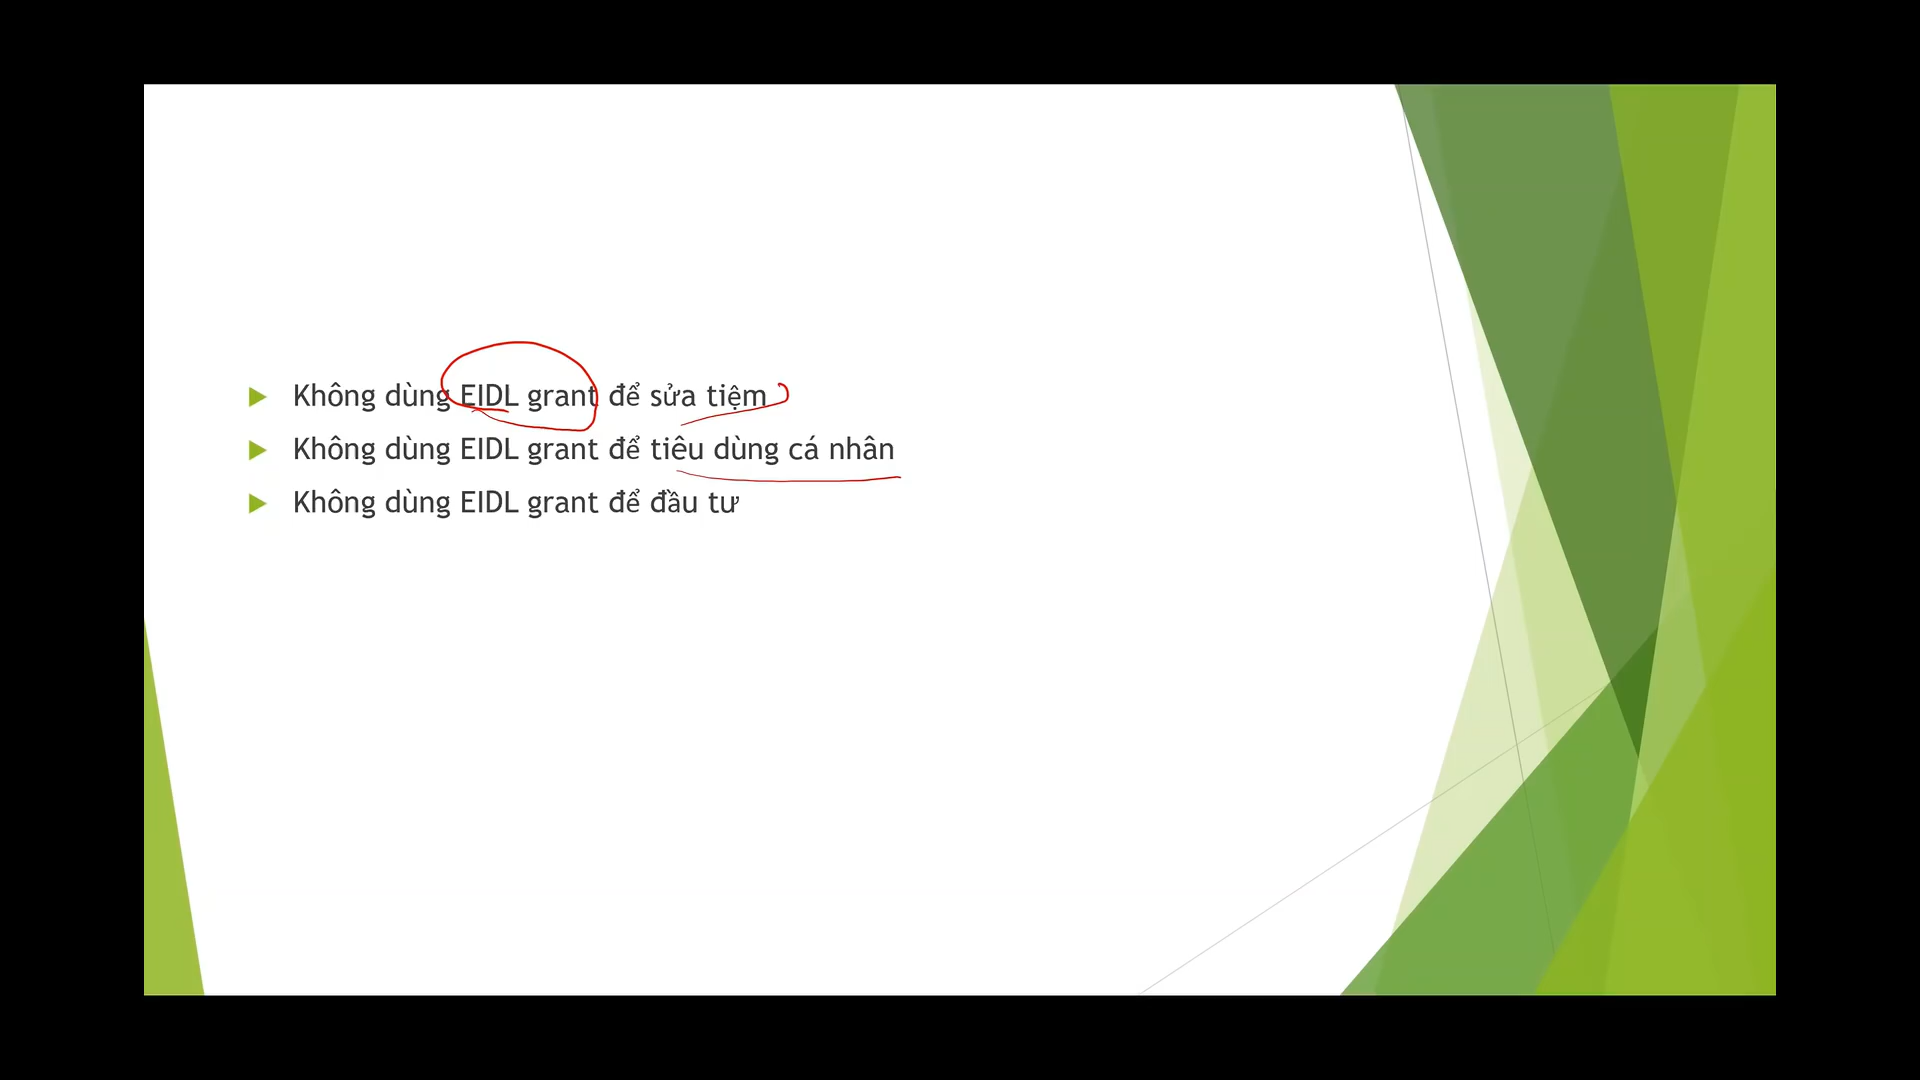 Không dùng EIDL grant để sửa tiệm
Không dùng EIDL grant để tiêu dùng cá nhân
Không dùng EIDL grant để đầu tư